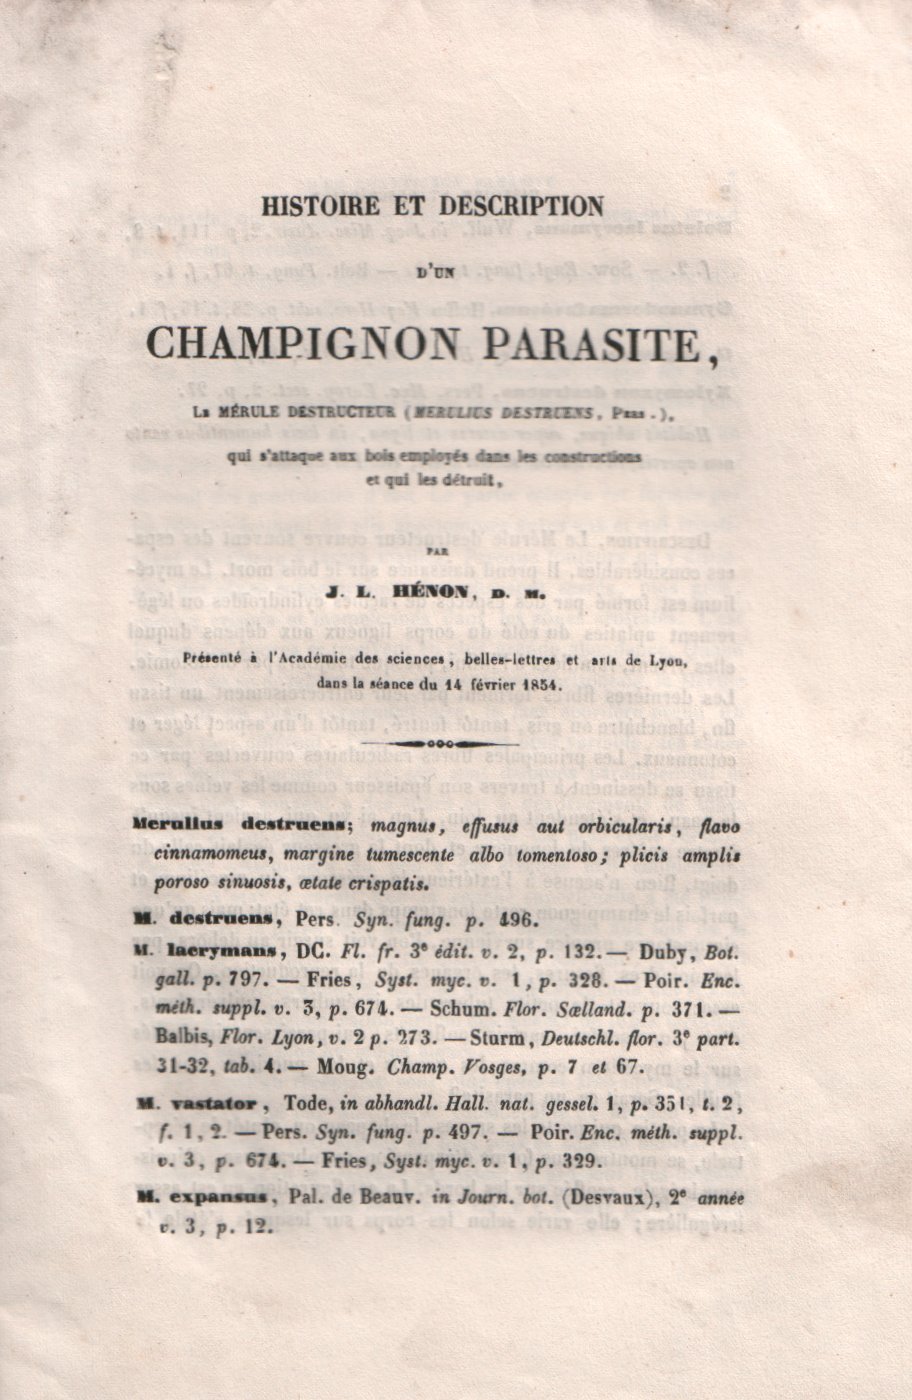 HISTOIRE ET DESCRIPTION
D'UN
CHAMPIGNON PARASITE,
LE MÉRULE DESTRUCTEUR (MERULIUS DESTRUENS, PERS.),
qui s'attaque aux bois employés dans les constructions
et qui les détruit,
PAR
J. L. HÉNON, D. M.
Présenté à l'Académie des sciences, belles-lettres et arts de Lyon,
dans la séance du 14 février 1854.
Merulius destruens; magnus, effusus aut orbicularis, flavo
cinnamomeus, margine tumescente albo tomentoso; plicis amplis
poroso sinuosis, ætate crispatis.
M. destruens, Pers. Syn. fung. p. 496.
M. lacrymans, DC. Fl. fr. 3e édit. v. 2, p. 132. — Duby, Bot.
gall. p. 797. — Fries, Syst. myc. v. 1, p. 328. — Poir. Enc.
méth. suppl. v. 3, p. 674. — Schum. Flor. Sælland. p. 371. —
Balbis, Flor. Lyon, v. 2 p. 273. — Sturm, Deutschl. flor. 3e part.
31-32, tab. 4. — Moug. Champ. Vosges, p. 7 et 67.
M. vastator, Tode, in abhandl. Hall. nat. gessel. 1, p. 351, t. 2,
f. 1, 2. — Pers. Syn. fung. p. 497. — Poir. Enc. méth. suppl.
v. 3, p. 674. — Fries, Syst. myc. v. 1, p. 329.
M. expansus, Pal. de Beauv. in Journ. bot. (Desvaux), 2e année
v. 3, p. 12.